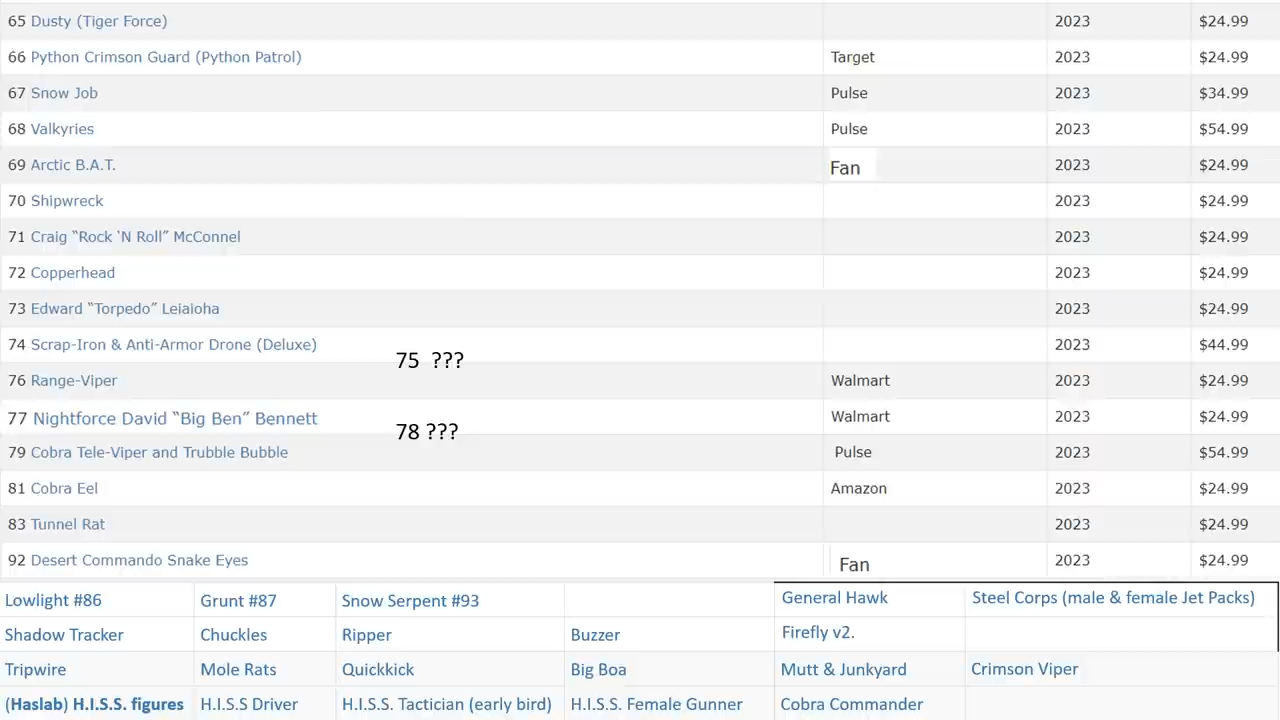 65 Dusty (Tiger Force) 2023 $24.99
66 Python Crimson Guard (Python Patrol) Target 2023 $24.99
67 Snow Job Pulse 2023 $34.99
68 Valkyries Pulse 2023 $54.99
69 Arctic B.A.T. Fan 2023 $24.99
70 Shipwreck 2023 $24.99
71 Craig “Rock ‘N Roll” McConnel 2023 $24.99
72 Copperhead 2023 $24.99
73 Edward “Torpedo” Leiaioha 2023 $24.99
74 Scrap-Iron & Anti-Armor Drone (Deluxe) 2023 $44.99
75 ???
76 Range-Viper Walmart 2023 $24.99
77 Nightforce David “Big Ben” Bennett Walmart 2023 $24.99
78 ???
79 Cobra Tele-Viper and Trubble Bubble Pulse 2023 $54.99
81 Cobra Eel Amazon 2023 $24.99
83 Tunnel Rat 2023 $24.99
92 Desert Commando Snake Eyes Fan 2023 $24.99
Lowlight #86 Grunt #87 Snow Serpent #93 General Hawk Steel Corps (male & female Jet Packs)
Shadow Tracker Chuckles Ripper Buzzer Firefly v2.
Tripwire Mole Rats Quickkick Big Boa Mutt & Junkyard Crimson Viper
(Haslab) H.I.S.S. figures H.I.S.S Driver H.I.S.S. Tactician (early bird) H.I.S.S. Female Gunner Cobra Commander